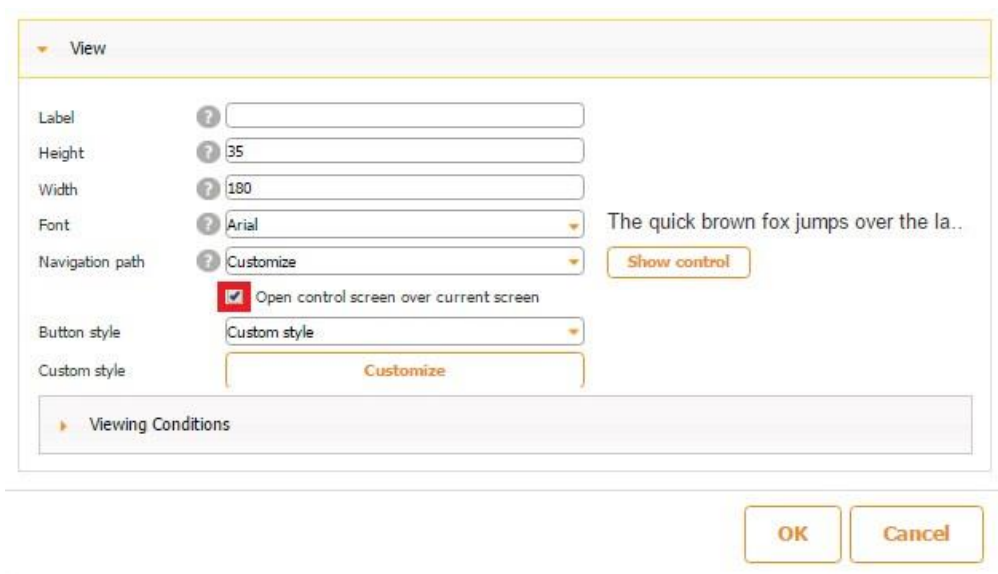 View
Label ?
Height ? 35
Width ? 180
Font ? Arial The quick brown fox jumps over the la..
Navigation path ? Customize Show control
Open control screen over current screen
Button style Custom style
Custom style Customize
Viewing Conditions
OK Cancel